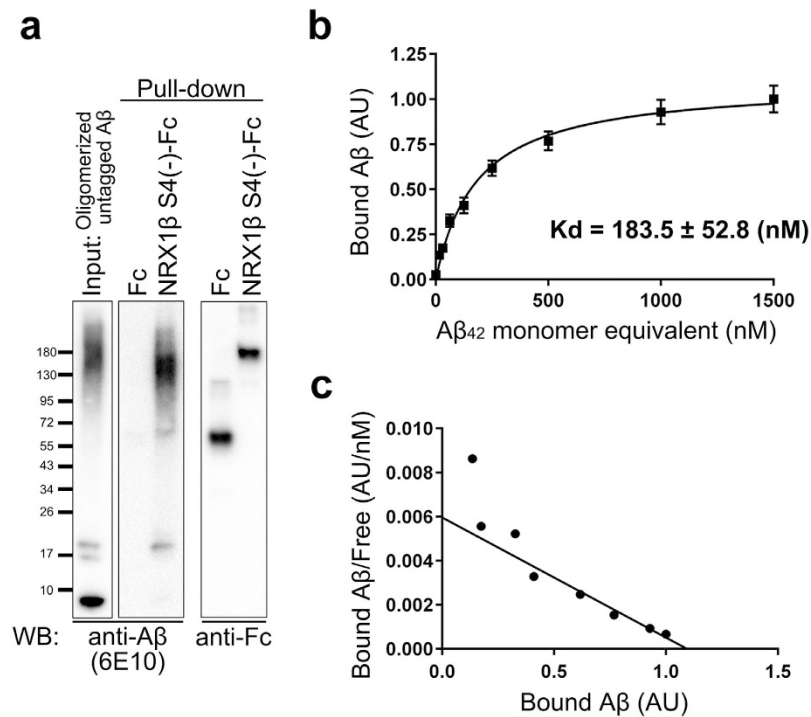 a
Pull-down
Input: Oligomerized
untagged Aβ
Fc
NRX1β S4(-)-Fc
Fc
NRX1β S4(-)-Fc
180
130
95
72
55
43
34
26
17
10
WB: anti-Aβ
(6E10)
anti-Fc
b
Bound Aβ (AU)
1.25
1.00
0.75
0.50
0.25
0.00
0 500 1000 1500
Aβ42 monomer equivalent (nM)
Kd = 183.5 ± 52.8 (nM)
c
Bound Aβ/Free (AU/nM)
0.010
0.008
0.006
0.004
0.002
0.000
0.0 0.5 1.0 1.5
Bound Aβ (AU)